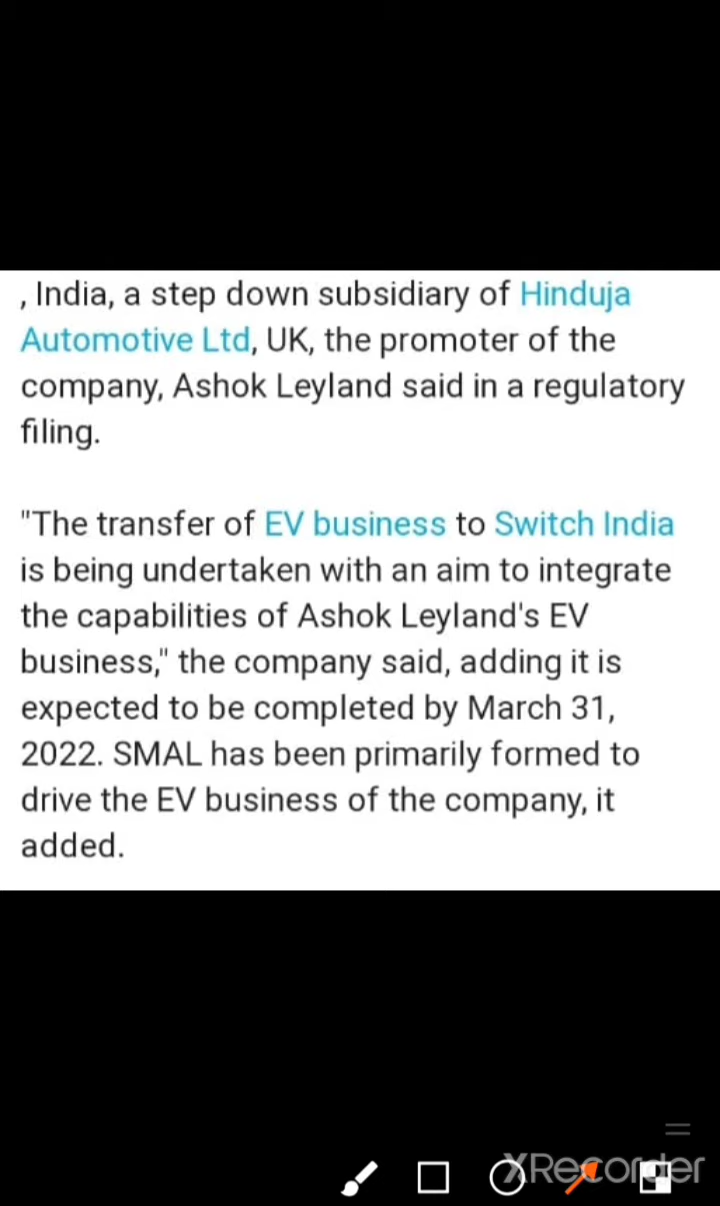 , India, a step down subsidiary of Hinduja
Automotive Ltd, UK, the promoter of the
company, Ashok Leyland said in a regulatory
filing.
"The transfer of EV business to Switch India
is being undertaken with an aim to integrate
the capabilities of Ashok Leyland's EV
business," the company said, adding it is
expected to be completed by March 31,
2022. SMAL has been primarily formed to
drive the EV business of the company, it
added.
XRecorder